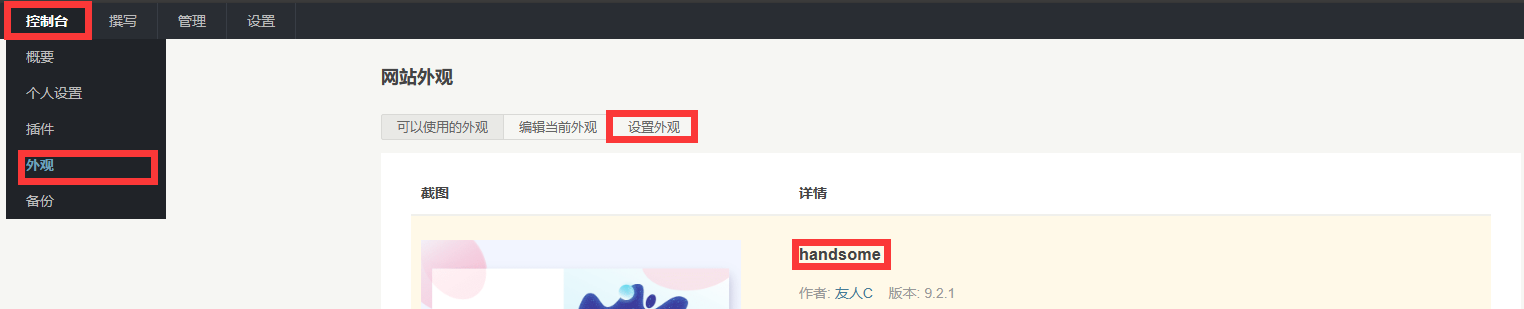 控制台 撰写 管理 设置
概要
个人设置
插件
外观
备份
网站外观
可以使用的外观 编辑当前外观 设置外观
截图 详情
handsome
作者: 友人C 版本: 9.2.1